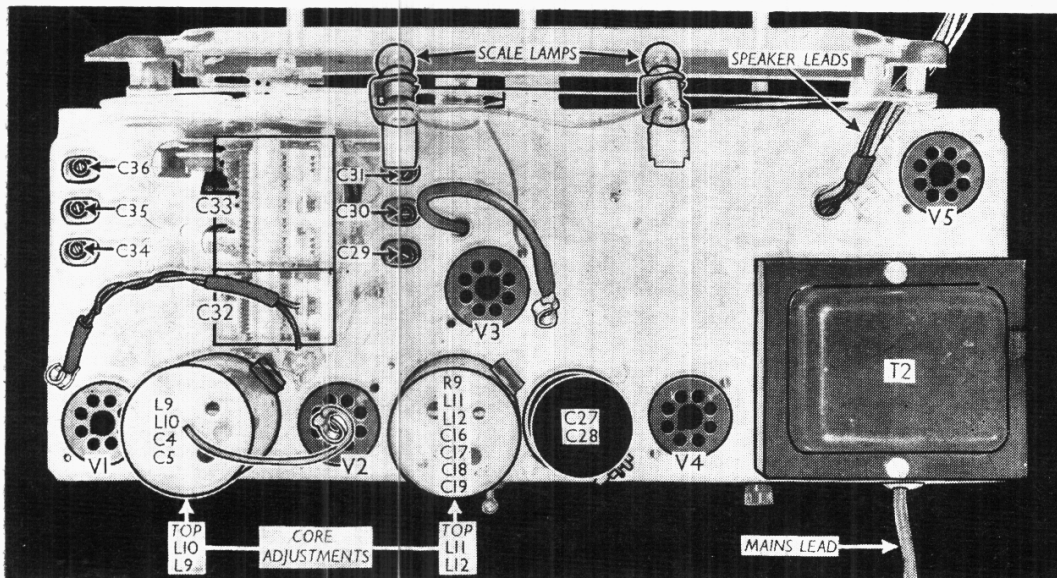 SCALE LAMPS
SPEAKER LEADS
C36
C33
C31
C35
C30
V5
C34
C29
C32
V3
T2
L9
L10
C4
C5
R9
L11
L12
C16
C17
C18
C19
C27
C28
V1
V2
V4
TOP
L10
L9
CORE
ADJUSTMENTS
TOP
L11
L12
MAINS LEAD